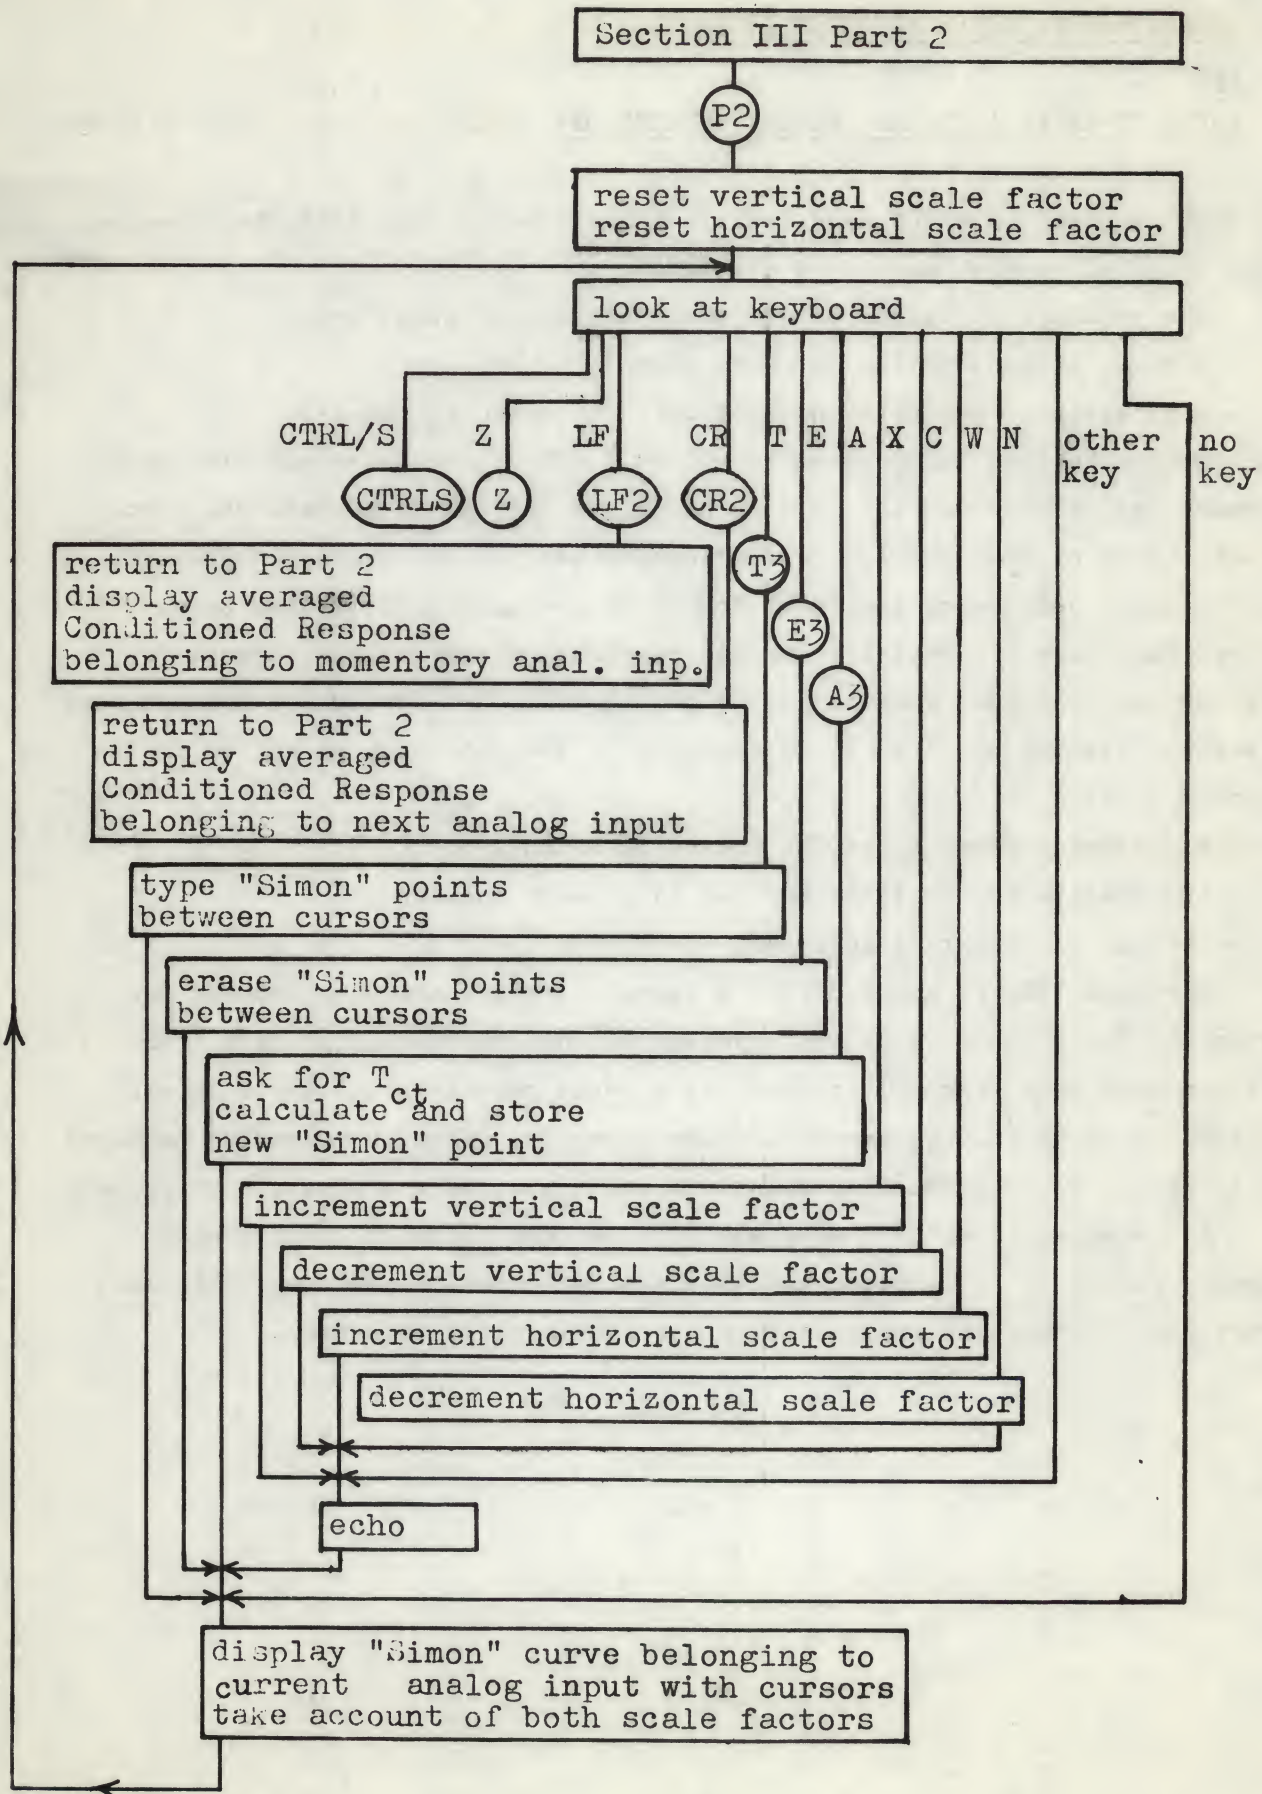 Section III Part 2
P2
reset vertical scale factor
reset horizontal scale factor
look at keyboard
CTRL/S Z LF CR T E A X C W N other key no key
CTRLS Z LF2 CR2
T3
E3
A3
return to Part 2
display averaged
Conditioned Response
belonging to momentory anal. inp.
return to Part 2
display averaged
Conditioned Response
belonging to next analog input
type "Simon" points
between cursors
erase "Simon" points
between cursors
ask for Tct
calculate and store
new "Simon" point
increment vertical scale factor
decrement vertical scale factor
increment horizontal scale factor
decrement horizontal scale factor
echo
display "Simon" curve belonging to
current analog input with cursors
take account of both scale factors